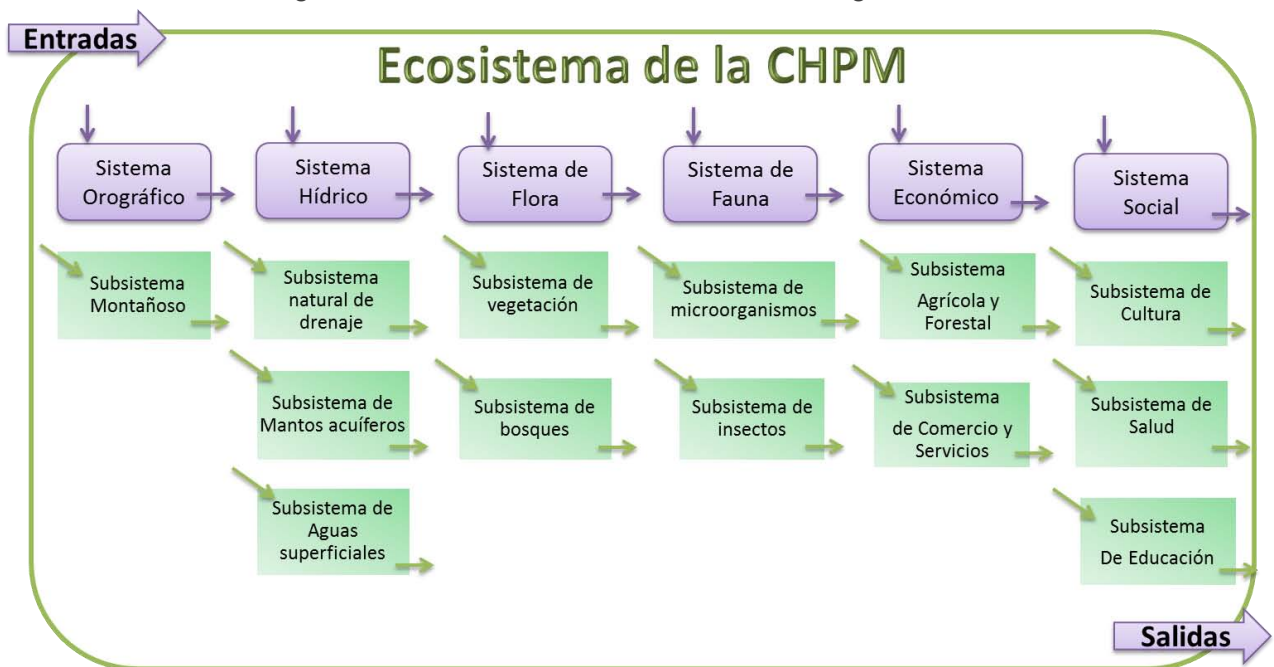 Entradas
Ecosistema de la CHPM
Sistema
Orográfico
Sistema
Hídrico
Sistema de
Flora
Sistema de
Fauna
Sistema
Económico
Sistema
Social
Subsistema
Montañoso
Subsistema
natural de
drenaje
Subsistema de
vegetación
Subsistema de
microorganismos
Subsistema
Agrícola y
Forestal
Subsistema de
Cultura
Subsistema de
Mantos acuíferos
Subsistema de
bosques
Subsistema de
insectos
Subsistema
de Comercio y
Servicios
Subsistema de
Salud
Subsistema de
Aguas
superficiales
Subsistema
De Educación
Salidas